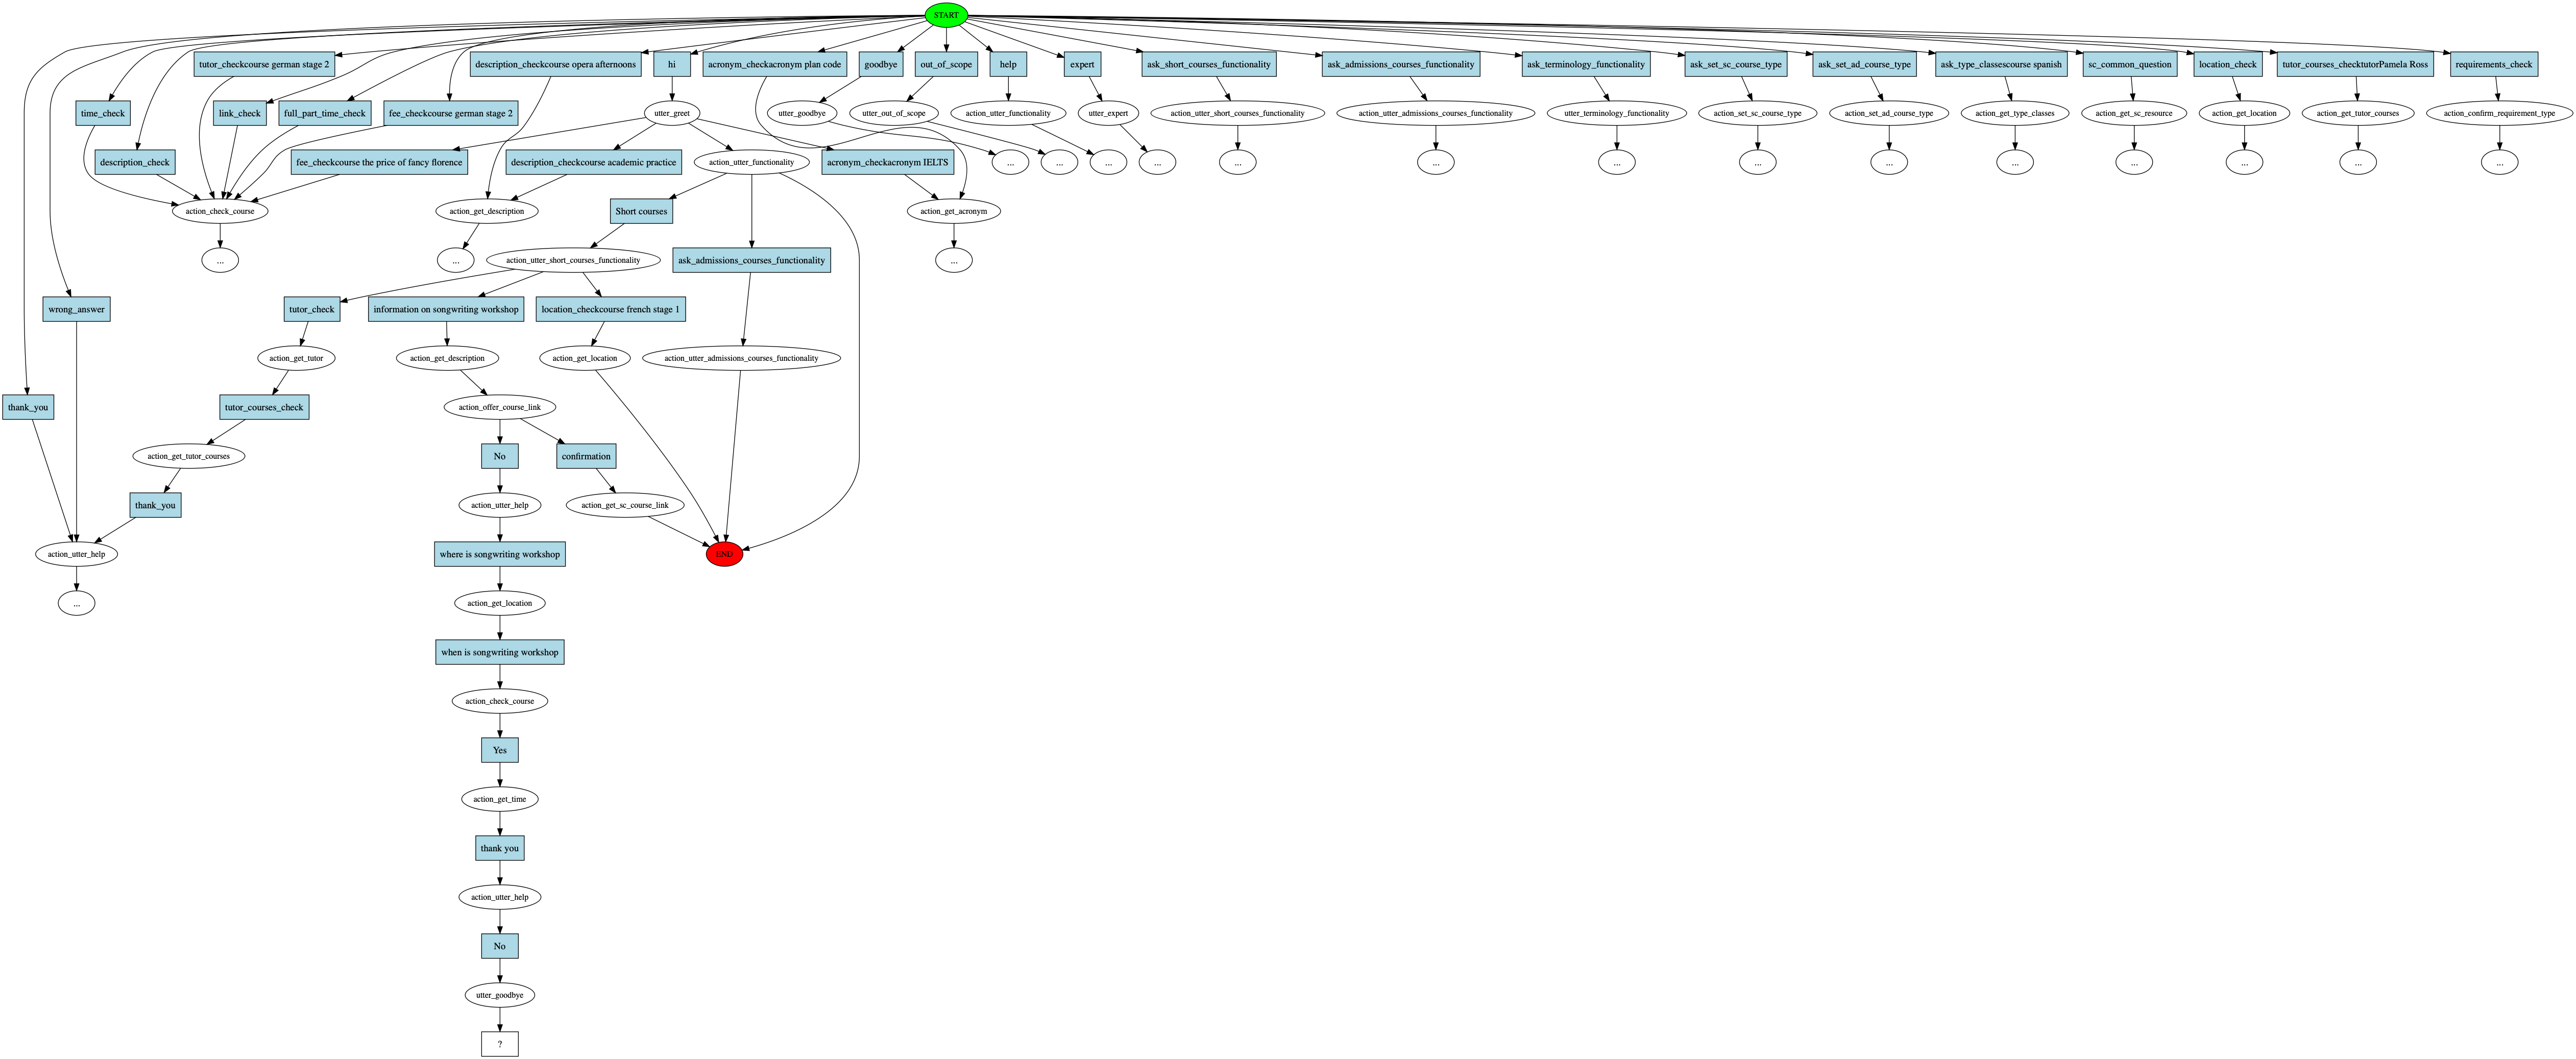 START
tutor_checkcourse german stage 2
description_checkcourse opera afternoons
hi
acronym_checkacronym plan code
goodbye
out_of_scope
help
expert
ask_short_courses_functionality
ask_admissions_courses_functionality
ask_terminology_functionality
ask_set_sc_course_type
ask_set_ad_course_type
ask_type_classescourse spanish
sc_common_question
location_check
tutor_courses_checktutorPamela Ross
requirements_check
time_check
link_check
full_part_time_check
fee_checkcourse german stage 2
utter_greet
utter_goodbye
utter_out_of_scope
action_utter_functionality
utter_expert
action_utter_short_courses_functionality
action_utter_admissions_courses_functionality
utter_terminology_functionality
action_set_sc_course_type
action_set_ad_course_type
action_get_type_classes
action_get_sc_resource
action_get_location
action_get_tutor_courses
action_confirm_requirement_type
description_check
fee_checkcourse the price of fancy florence
description_checkcourse academic practice
action_utter_functionality
acronym_checkacronym IELTS
...
...
...
...
...
...
...
...
...
...
...
...
...
...
action_check_course
action_get_description
Short courses
action_get_acronym
...
...
action_utter_short_courses_functionality
ask_admissions_courses_functionality
...
wrong_answer
tutor_check
information on songwriting workshop
location_checkcourse french stage 1
action_get_tutor
action_get_description
action_get_location
action_utter_admissions_courses_functionality
thank_you
tutor_courses_check
action_offer_course_link
action_get_tutor_courses
No
confirmation
thank_you
action_utter_help
action_get_sc_course_link
action_utter_help
where is songwriting workshop
END
...
action_get_location
when is songwriting workshop
action_check_course
Yes
action_get_time
thank you
action_utter_help
No
utter_goodbye
?